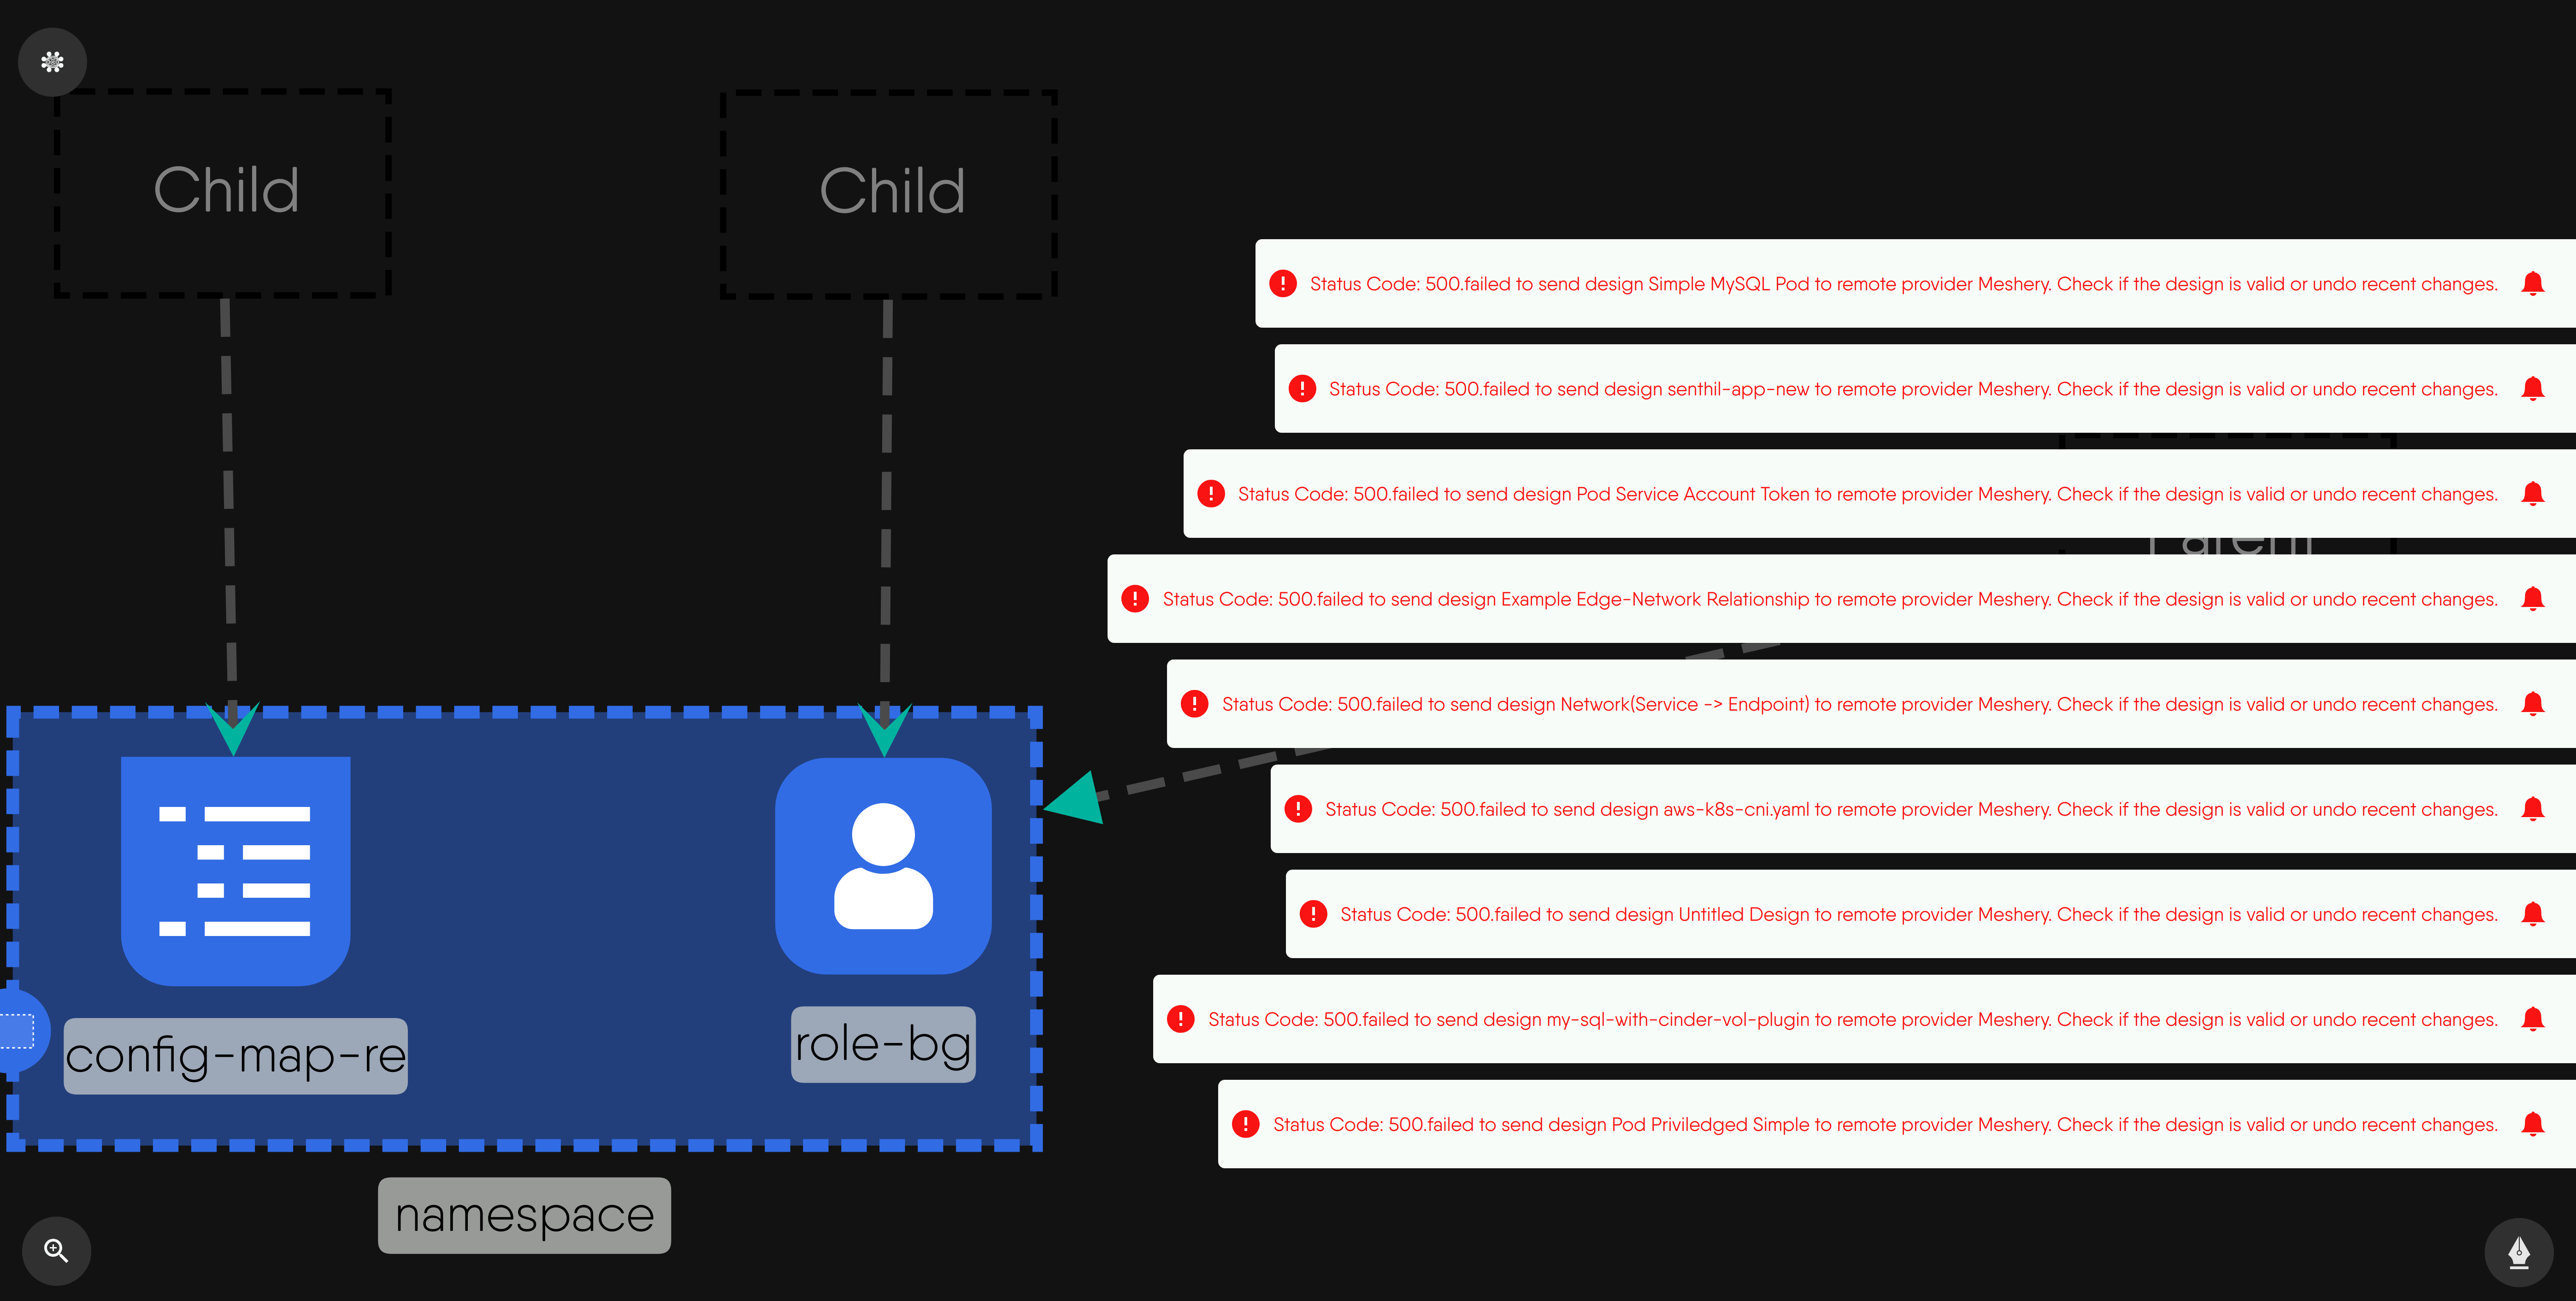 Child
Child
Status Code: 500.failed to send design Simple MySQL Pod to remote provider Meshery. Check if the design is valid or undo recent changes.
Status Code: 500.failed to send design senthil-app-new to remote provider Meshery. Check if the design is valid or undo recent changes.
Status Code: 500.failed to send design Pod Service Account Token to remote provider Meshery. Check if the design is valid or undo recent changes.
Parent
Status Code: 500.failed to send design Example Edge-Network Relationship to remote provider Meshery. Check if the design is valid or undo recent changes.
Status Code: 500.failed to send design Network(Service -> Endpoint) to remote provider Meshery. Check if the design is valid or undo recent changes.
Status Code: 500.failed to send design aws-k8s-cni.yaml to remote provider Meshery. Check if the design is valid or undo recent changes.
Status Code: 500.failed to send design Untitled Design to remote provider Meshery. Check if the design is valid or undo recent changes.
Status Code: 500.failed to send design my-sql-with-cinder-vol-plugin to remote provider Meshery. Check if the design is valid or undo recent changes.
Status Code: 500.failed to send design Pod Priviledged Simple to remote provider Meshery. Check if the design is valid or undo recent changes.
config-map-re
role-bg
namespace